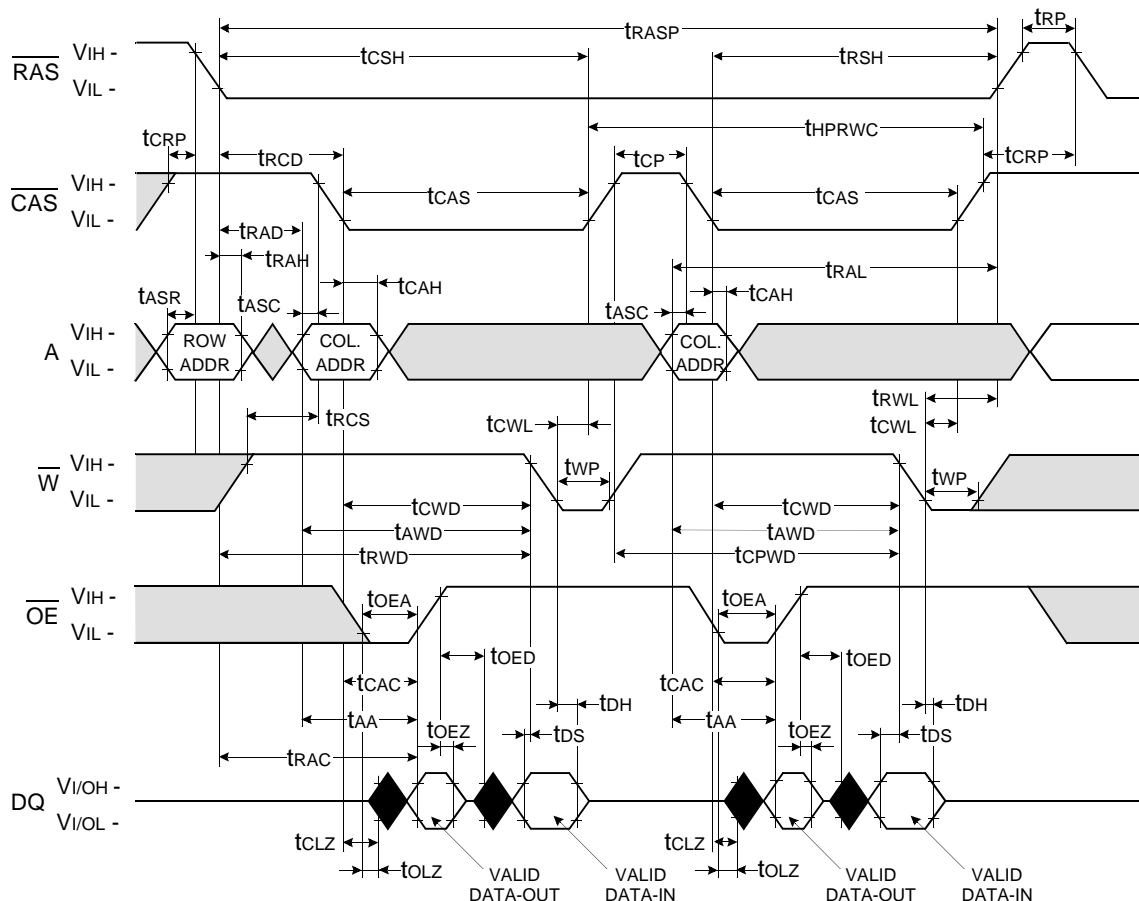 tRASP
tRP
tCSH
tRSH
RAS
VIH -
VIL -
tHPRWC
tCRP
tRCD
tCP
tCRP
CAS
VIH -
VIL -
tCAS
tCAS
tRAD
tRAH
tRAL
tASR
tASC
tCAH
tASC
tCAH
A
VIH -
VIL -
ROW
ADDR
COL.
ADDR
COL.
ADDR
tRCS
tCWL
tRWL
tCWL
W
VIH -
VIL -
tWP
tWP
tCWD
tCWD
tAWD
tAWD
tRWD
tCPWD
OE
VIH -
VIL -
tOEA
tOEA
tOED
tOED
tCAC
tCAC
tDH
tDH
tAA
tAA
tOEZ
tDS
tOEZ
tDS
tRAC
DQ
VI/OH -
VI/OL -
tCLZ
tCLZ
tOLZ
tOLZ
VALID
DATA-OUT
VALID
DATA-IN
VALID
DATA-OUT
VALID
DATA-IN